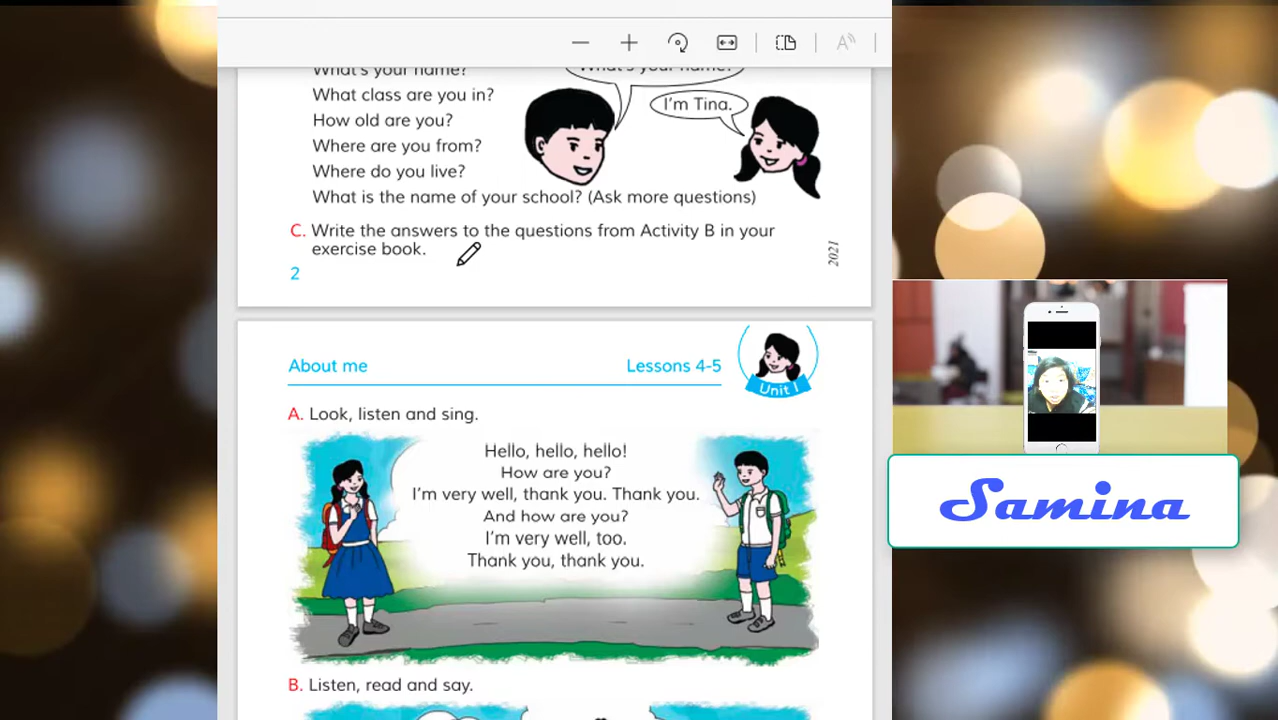 What's your name?
What's your name?
What class are you in?
I'm Tina.
How old are you?
Where are you from?
Where do you live?
What is the name of your school? (Ask more questions)
C. Write the answers to the questions from Activity B in your
exercise book.
2
2021
About me
Lessons 4-5
Unit 1
A. Look, listen and sing.
Hello, hello, hello!
How are you?
I'm very well, thank you. Thank you.
And how are you?
I'm very well, too.
Thank you, thank you.
B. Listen, read and say.
Samina